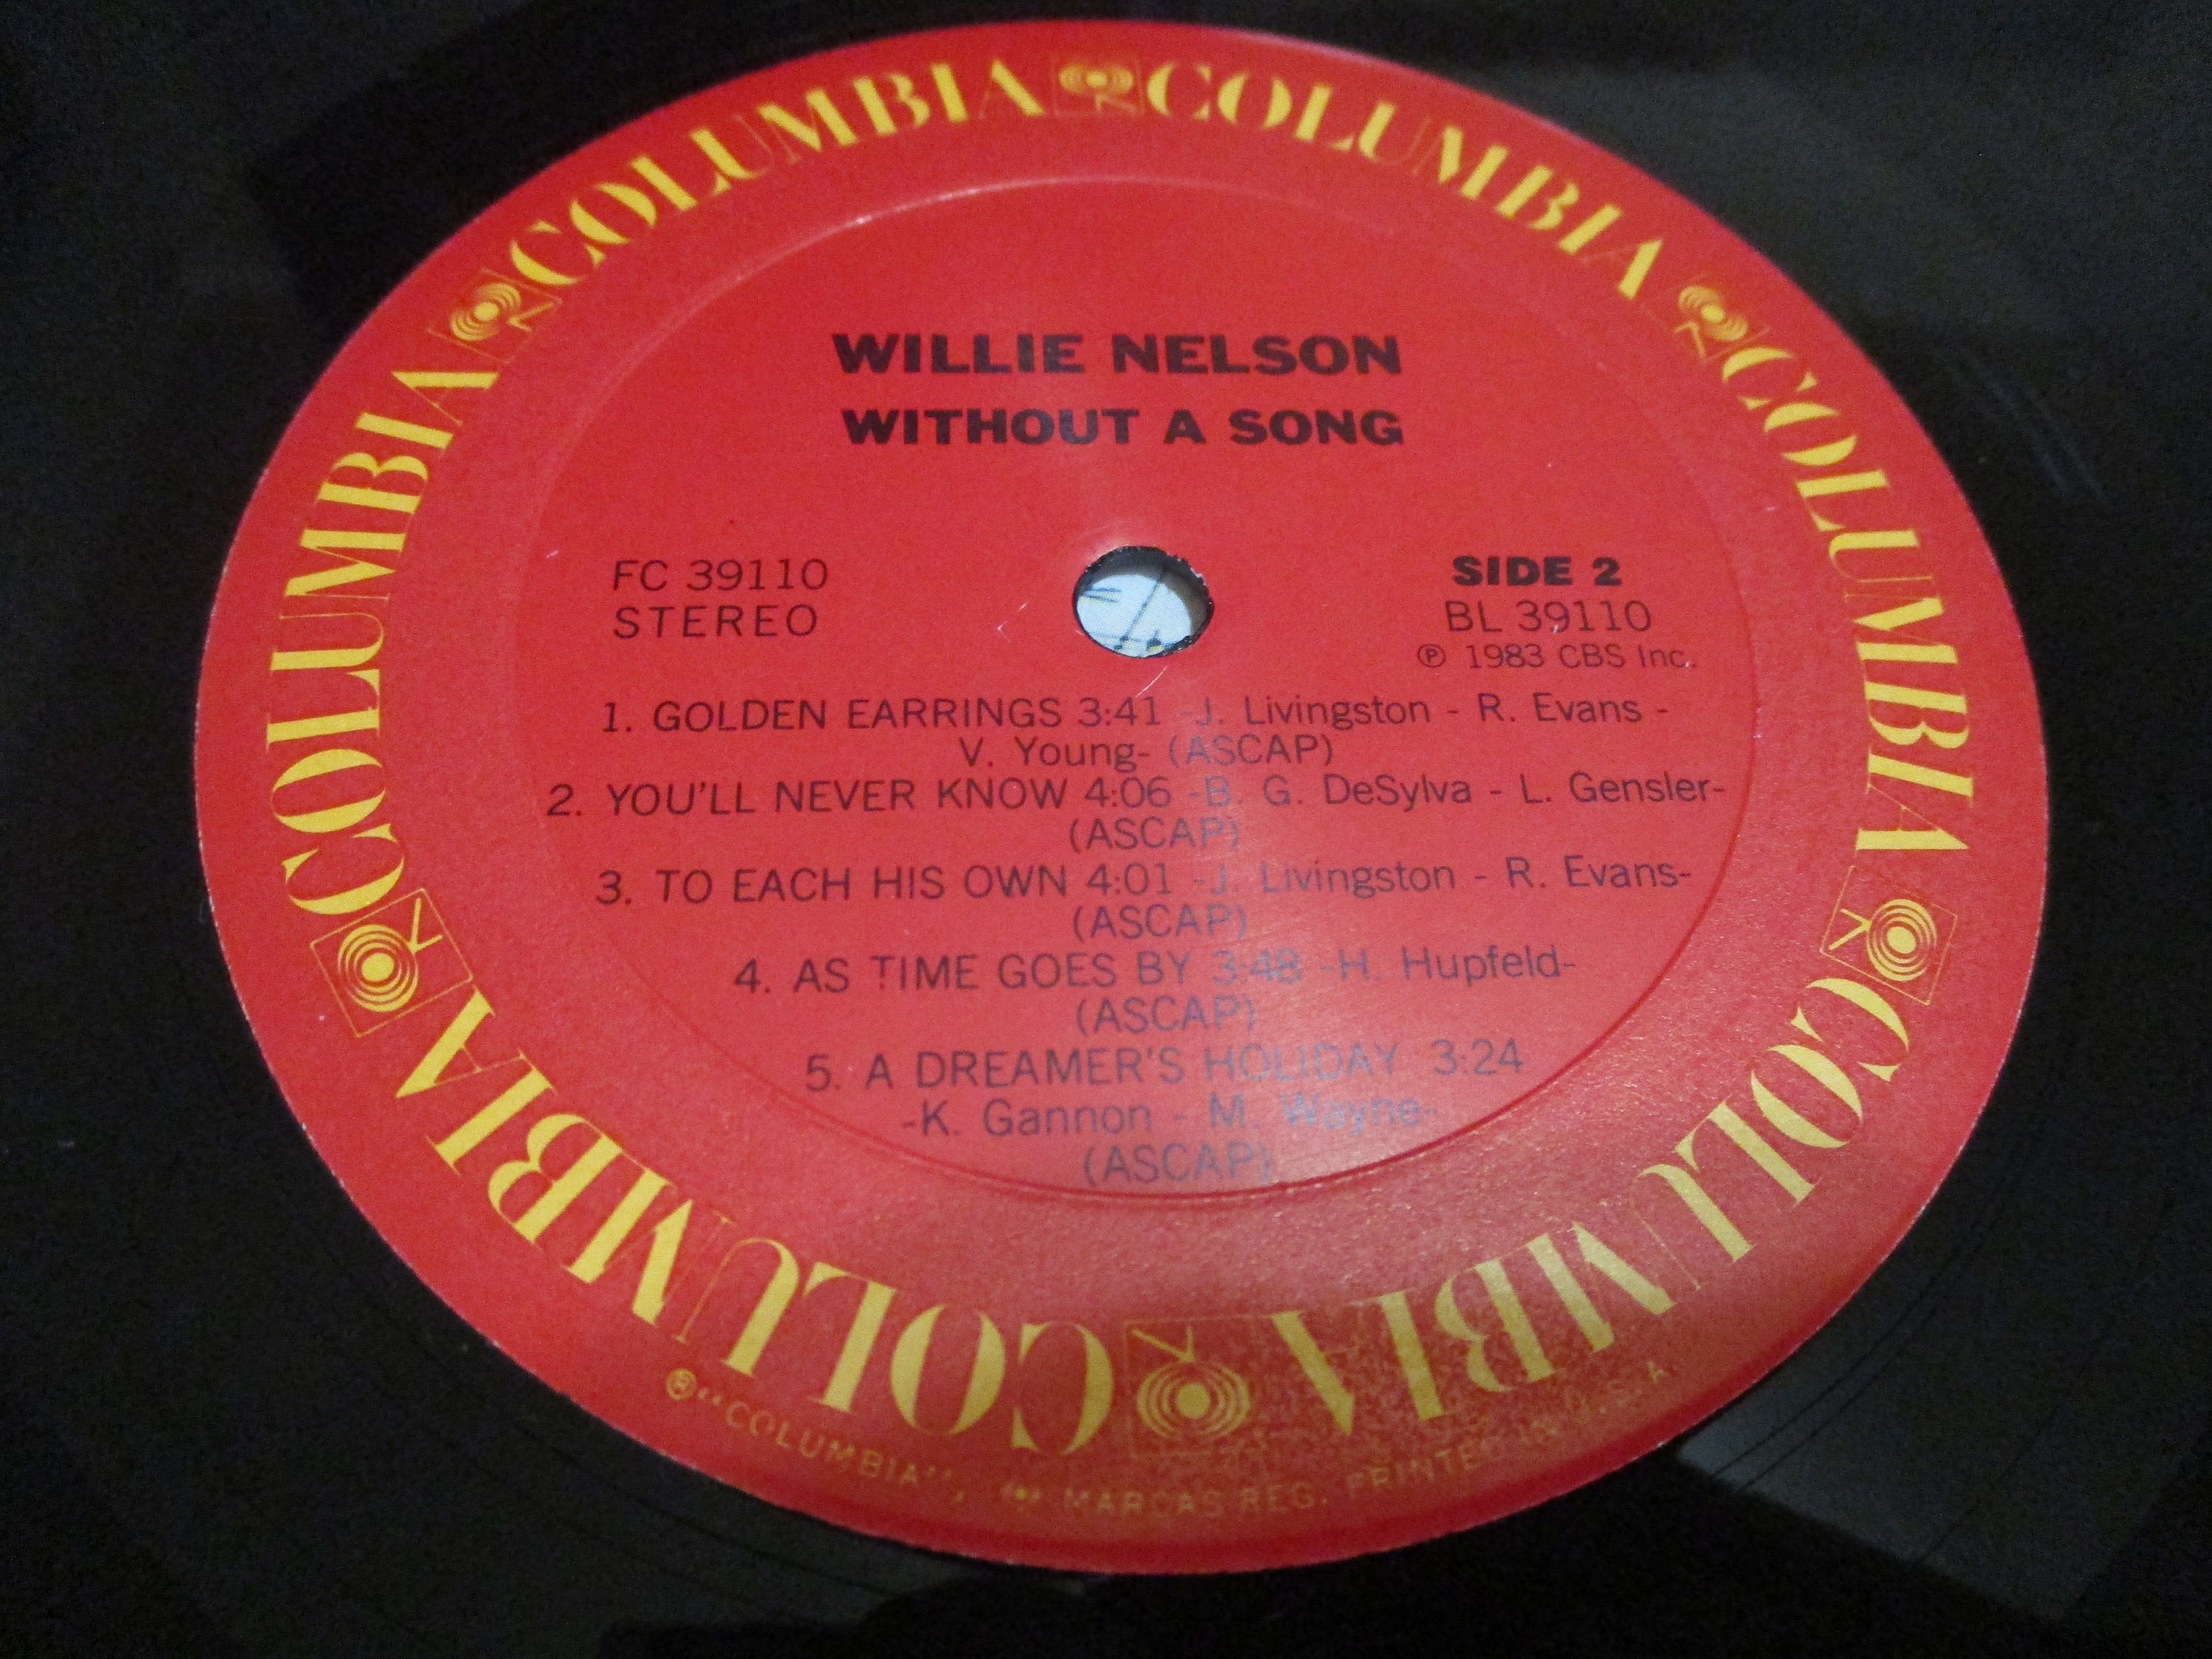 COLUMBIA COLUMBIA COLUMBIA COLUMBIA COLUMBIA COLUMBIA
WILLIE NELSON
WITHOUT A SONG
FC 39110
STEREO
SIDE 2
BL 39110
℗ 1983 CBS Inc.
1. GOLDEN EARRINGS 3:41 -J. Livingston - R. Evans -
V. Young- (ASCAP)
2. YOU'LL NEVER KNOW 4:06 -B. G. DeSylva - L. Gensler-
(ASCAP)
3. TO EACH HIS OWN 4:01 -J. Livingston - R. Evans-
(ASCAP)
4. AS TIME GOES BY 3:48 -H. Hupfeld-
(ASCAP)
5. A DREAMER'S HOLIDAY 3:24
-K. Gannon - M. Wayne-
(ASCAP)
® "COLUMBIA", MARCAS REG. PRINTED IN U.S.A.